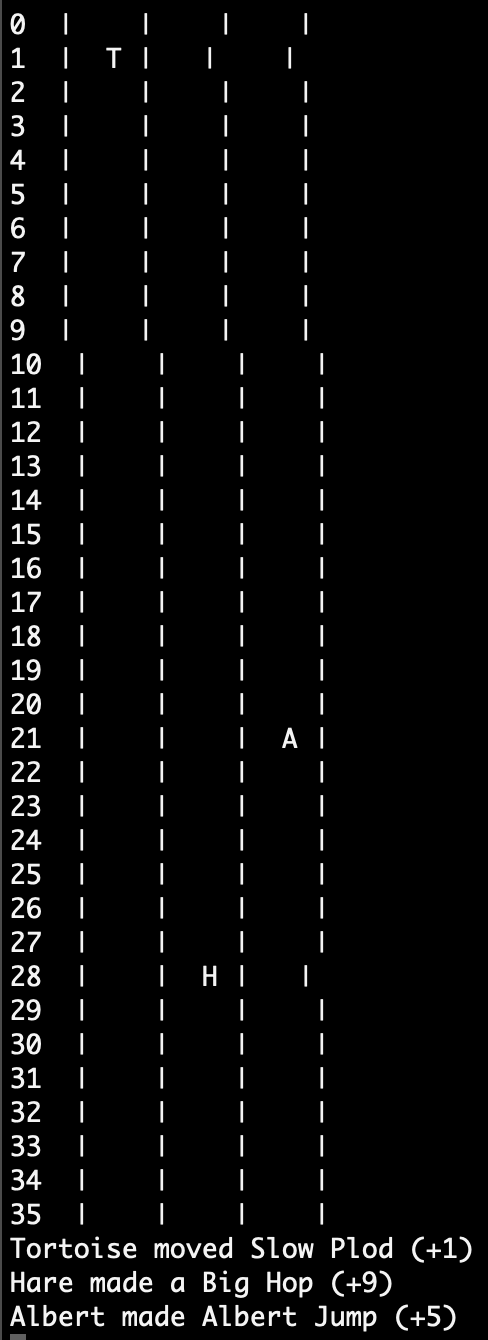 0  |    |    |    |
1  |  T |   |    |
2  |    |    |    |
3  |    |    |    |
4  |    |    |    |
5  |    |    |    |
6  |    |    |    |
7  |    |    |    |
8  |    |    |    |
9  |    |    |    |
10  |    |    |    |
11  |    |    |    |
12  |    |    |    |
13  |    |    |    |
14  |    |    |    |
15  |    |    |    |
16  |    |    |    |
17  |    |    |    |
18  |    |    |    |
19  |    |    |    |
20  |    |    |    |
21  |    |    |  A |
22  |    |    |    |
23  |    |    |    |
24  |    |    |    |
25  |    |    |    |
26  |    |    |    |
27  |    |    |    |
28  |    |  H |   |
29  |    |    |    |
30  |    |    |    |
31  |    |    |    |
32  |    |    |    |
33  |    |    |    |
34  |    |    |    |
35  |    |    |    |
Tortoise moved Slow Plod (+1)
Hare made a Big Hop (+9)
Albert made Albert Jump (+5)